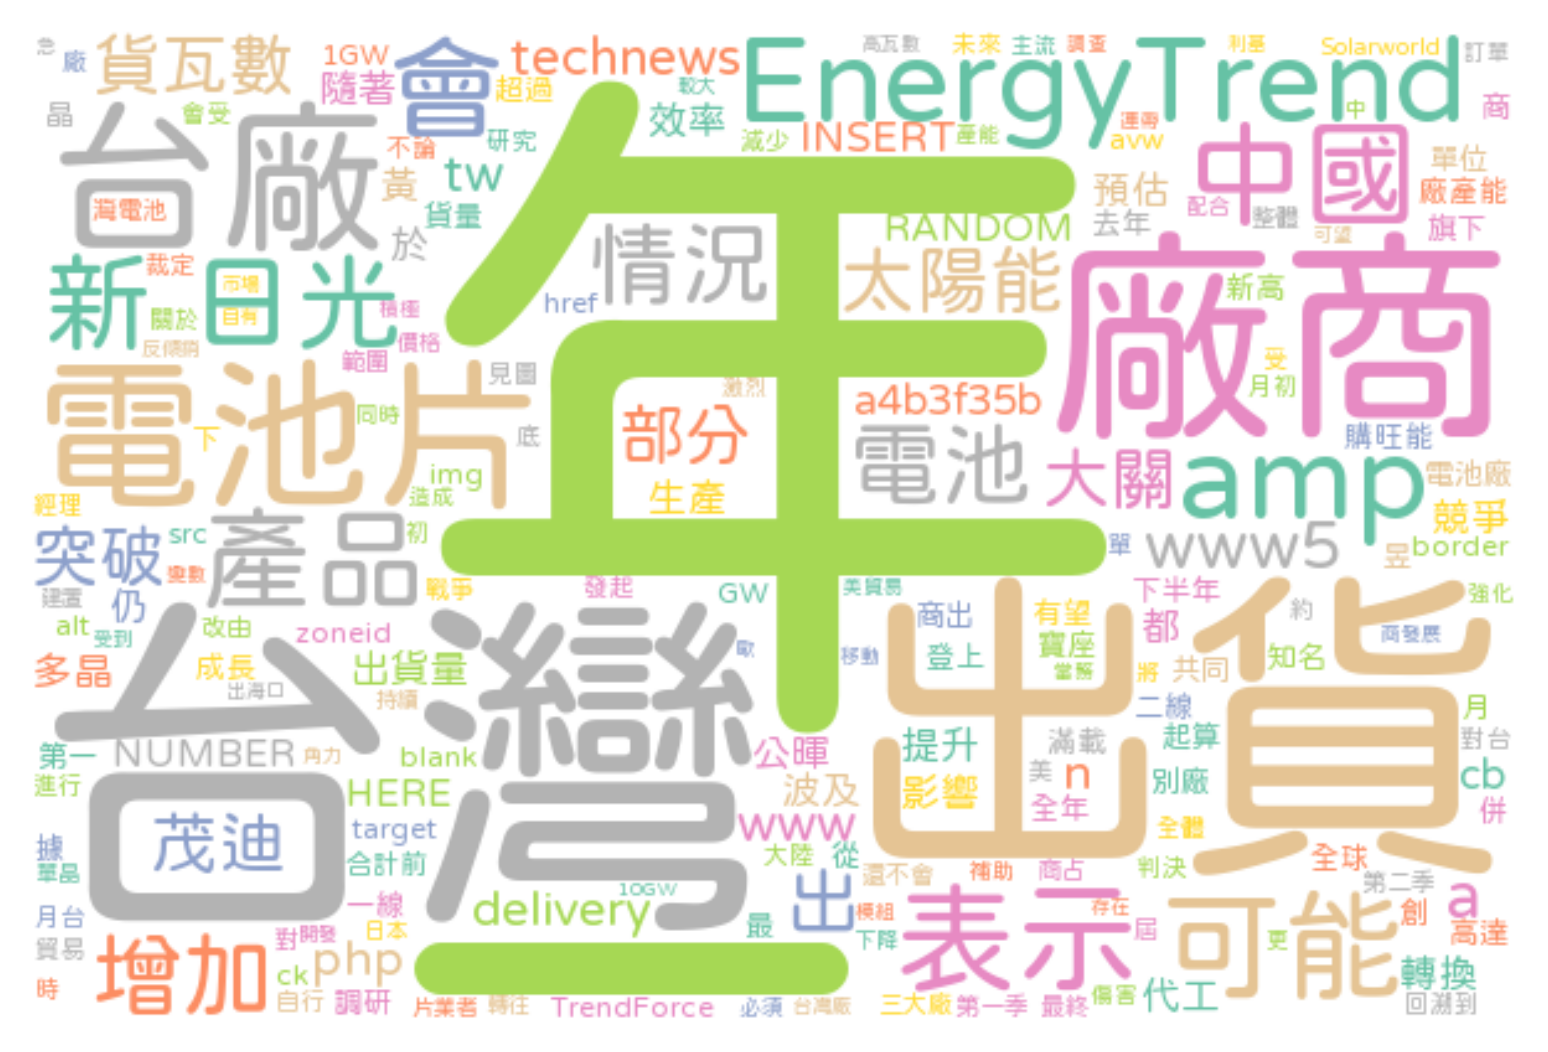 急
廠
貨瓦數
1GW
隨著
會
technews
超過
較大
效率
EnergyTrend
高瓦數
未來
主流
調查
利基
Solarworld
訂單
中
商
晶
會受
台廠
灣電池
不論
研究
黃
tw
貨量
於
減少
INSERT
產能
avw
中國
單位
廠產能
預估
配合
去年
整體
可望
旗下
RANDOM
裁定
新日光
市場
自有
關於
積極
價格
反傾銷
範圍
href
情況
太陽能
年
廠商
新高
受
月初
購旺能
電池片
下
同時
見圖
底
img
造成
激烈
部分
生產
a4b3f35b
電池
大關
amp
電池廠
競爭
經理
突破
src
變數
產品
初
建置
仍
戰爭
發起
GW
單
www5
昱
border
美貿易
下半年
強化
alt
受到
改由
zoneid
多晶
成長
出貨量
出海口
持續
台灣
歐
移動
商出
有望
寶座
登上
當務
都
將
共同
約
知名
商發展
出貨
二線
月
第一
NUMBER
角力
blank
公暉
提升
滿載
起算
對台
進行
HERE
波及
影響
美
n
別廠
cb
全年
併
茂迪
target
www
全體
據
單晶
合計前
大陸
從
還不會
補助
商占
判決
全球
第二季
10GW
delivery
月台
一線
出
模組
表示
存在
屆
可能
創
a
高達
貿易
增加
對
開發
日本
最
下降
更
時
ck
php
自行
調研
片業者
轉往
TrendForce
必須
台灣廠
三大廠
第一季
最終
傷害
代工
轉換
回溯到